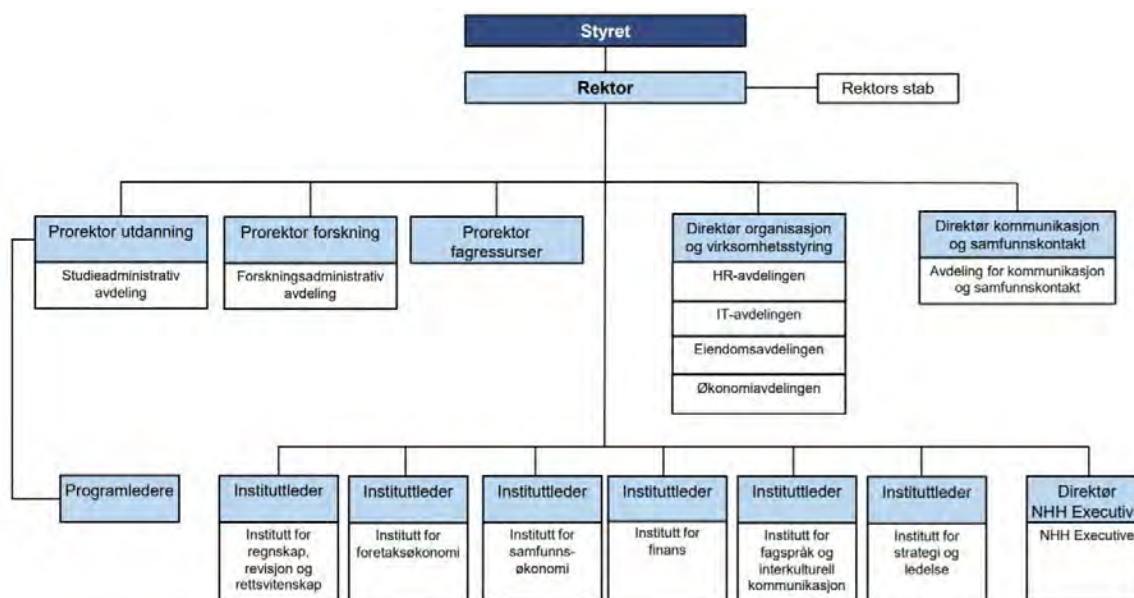 Styret
Rektor
Rektors stab
Prorektor utdanning
Studieadministrativ
avdeling
Prorektor forskning
Forskningsadministrativ
avdeling
Prorektor
fagressurser
Direktør organisasjon
og virksomhetsstyring
HR-avdelingen
IT-avdelingen
Eiendomsavdelingen
Økonomiavdelingen
Direktør kommunikasjon
og samfunnskontakt
Avdeling for kommunikasjon
og samfunnskontakt
Programledere
Instituttleder
Institutt for
regnskap,
revisjon og
rettsvitenskap
Instituttleder
Institutt for
foretaksøkonomi
Instituttleder
Institutt for
samfunns-
økonomi
Instituttleder
Institutt for
finans
Instituttleder
Institutt for
fagspråk og
interkulturell
kommunikasjon
Instituttleder
Institutt for
strategi og
ledelse
Direktør
NHH Executive
NHH Executive